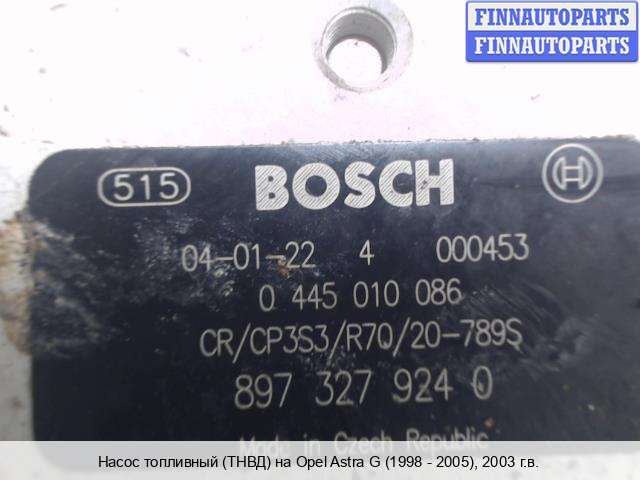 FINNAUTOPARTS
FINNAUTOPARTS
515 BOSCH
04-01-22 4 000453
0 445 010 086
CR/CP3S3/R70/20-789S
897 327 924 0
Made in Czech Republic
Насос топливный (ТНВД) на Opel Astra G (1998 - 2005), 2003 г.в.